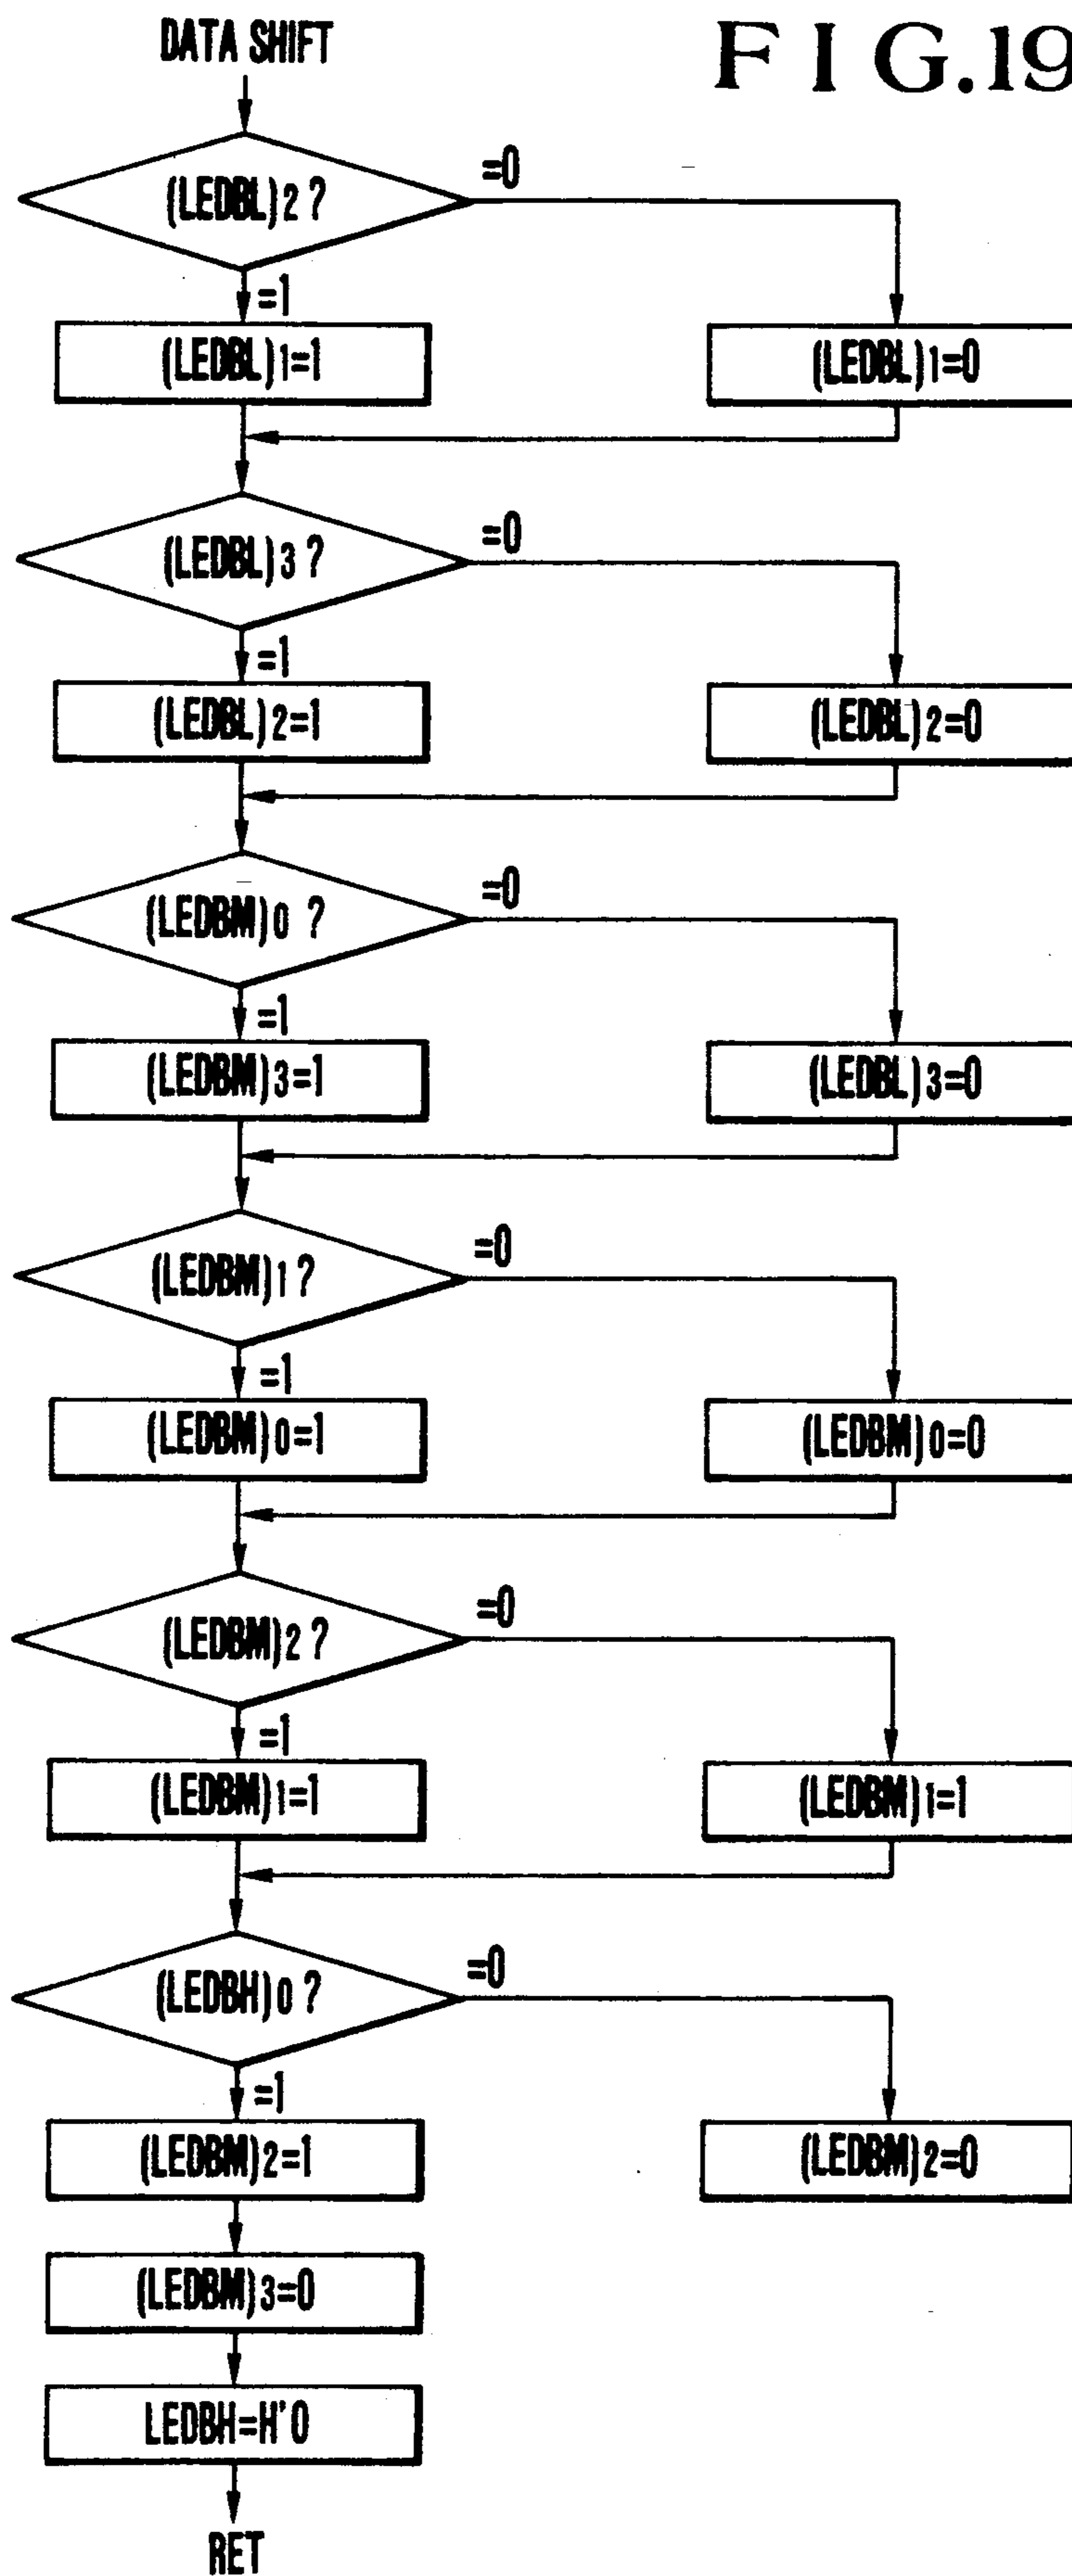 DATA SHIFT
FIG.19
(LEDBL)2 ?
=0
=1
(LEDBL)1=1
(LEDBL)1=0
(LEDBL)3 ?
=0
=1
(LEDBL)2=1
(LEDBL)2=0
(LEDBM)0 ?
=0
=1
(LEDBM)3=1
(LEDBL)3=0
(LEDBM)1 ?
=0
=1
(LEDBM)0=1
(LEDBM)0=0
(LEDBM)2 ?
=0
=1
(LEDBM)1=1
(LEDBM)1=1
(LEDBH)0 ?
=0
=1
(LEDBM)2=1
(LEDBM)2=0
(LEDBM)3=0
LEDBH=H'0
RET